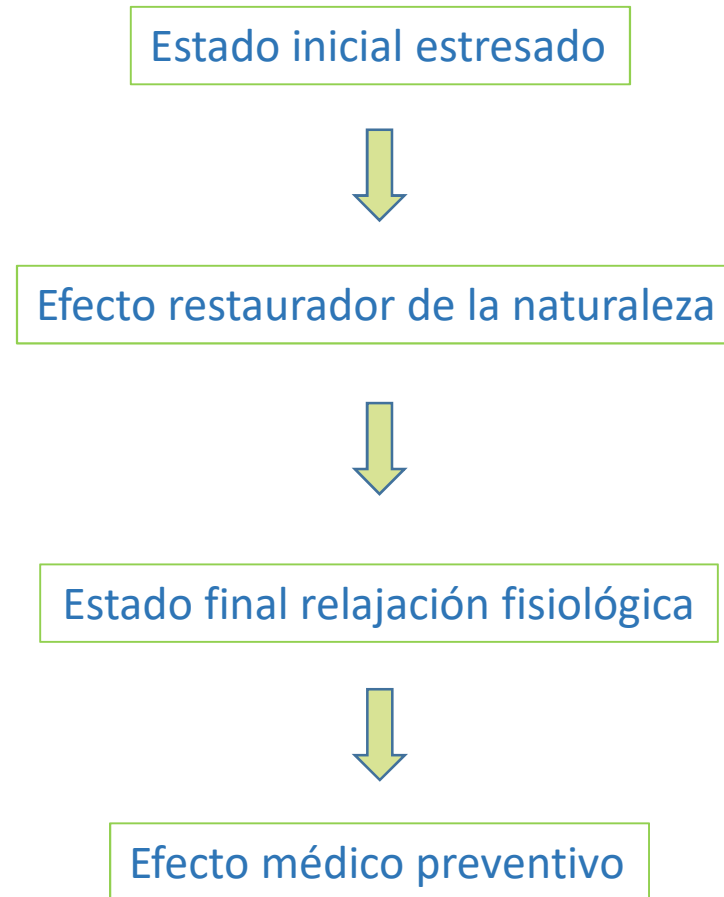 Estado inicial estresado
Efecto restaurador de la naturaleza
Estado final relajación fisiológica
Efecto médico preventivo